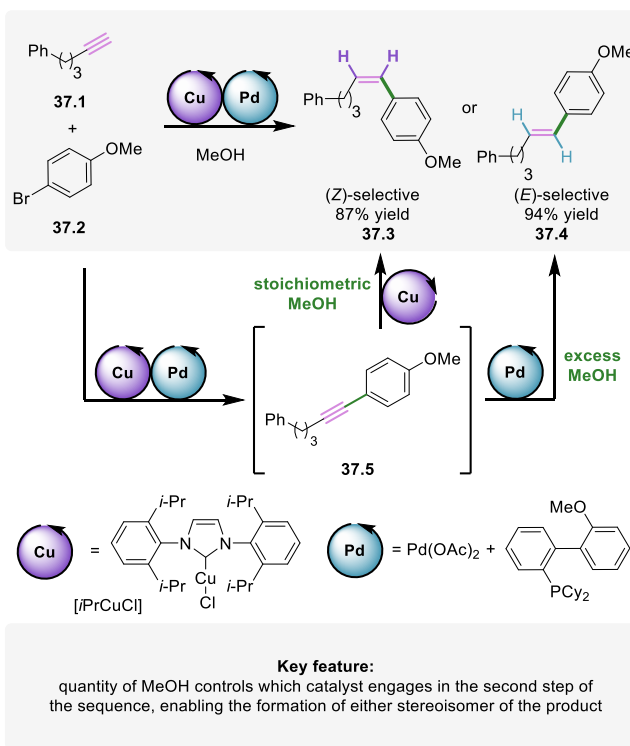 Ph
3
37.1
+
Br
OMe
37.2
Cu Pd
MeOH
H H
Ph
3
OMe
(Z)-selective
87% yield
37.3
or
OMe
H
H
Ph
3
(E)-selective
94% yield
37.4
stoichiometric
MeOH
Cu
Cu Pd
OMe
Ph
3
37.5
Pd
excess
MeOH
Cu
=
i-Pr i-Pr
N N
i-Pr i-Pr
Cu
Cl
[iPrCuCl]
Pd
= Pd(OAc)2 +
MeO
PCy2
Key feature:
quantity of MeOH controls which catalyst engages in the second step of
the sequence, enabling the formation of either stereoisomer of the product